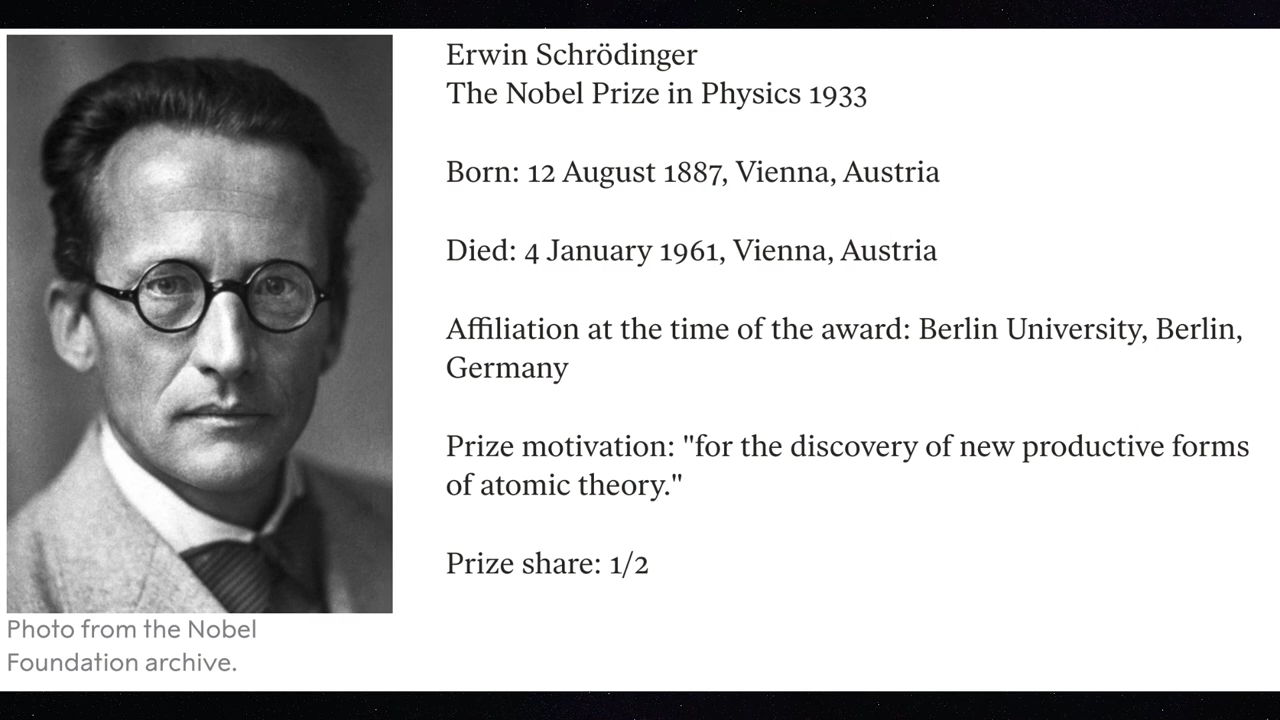 Erwin Schrödinger
The Nobel Prize in Physics 1933
Born: 12 August 1887, Vienna, Austria
Died: 4 January 1961, Vienna, Austria
Affiliation at the time of the award: Berlin University, Berlin,
Germany
Prize motivation: "for the discovery of new productive forms
of atomic theory."
Prize share: 1/2
Photo from the Nobel
Foundation archive.